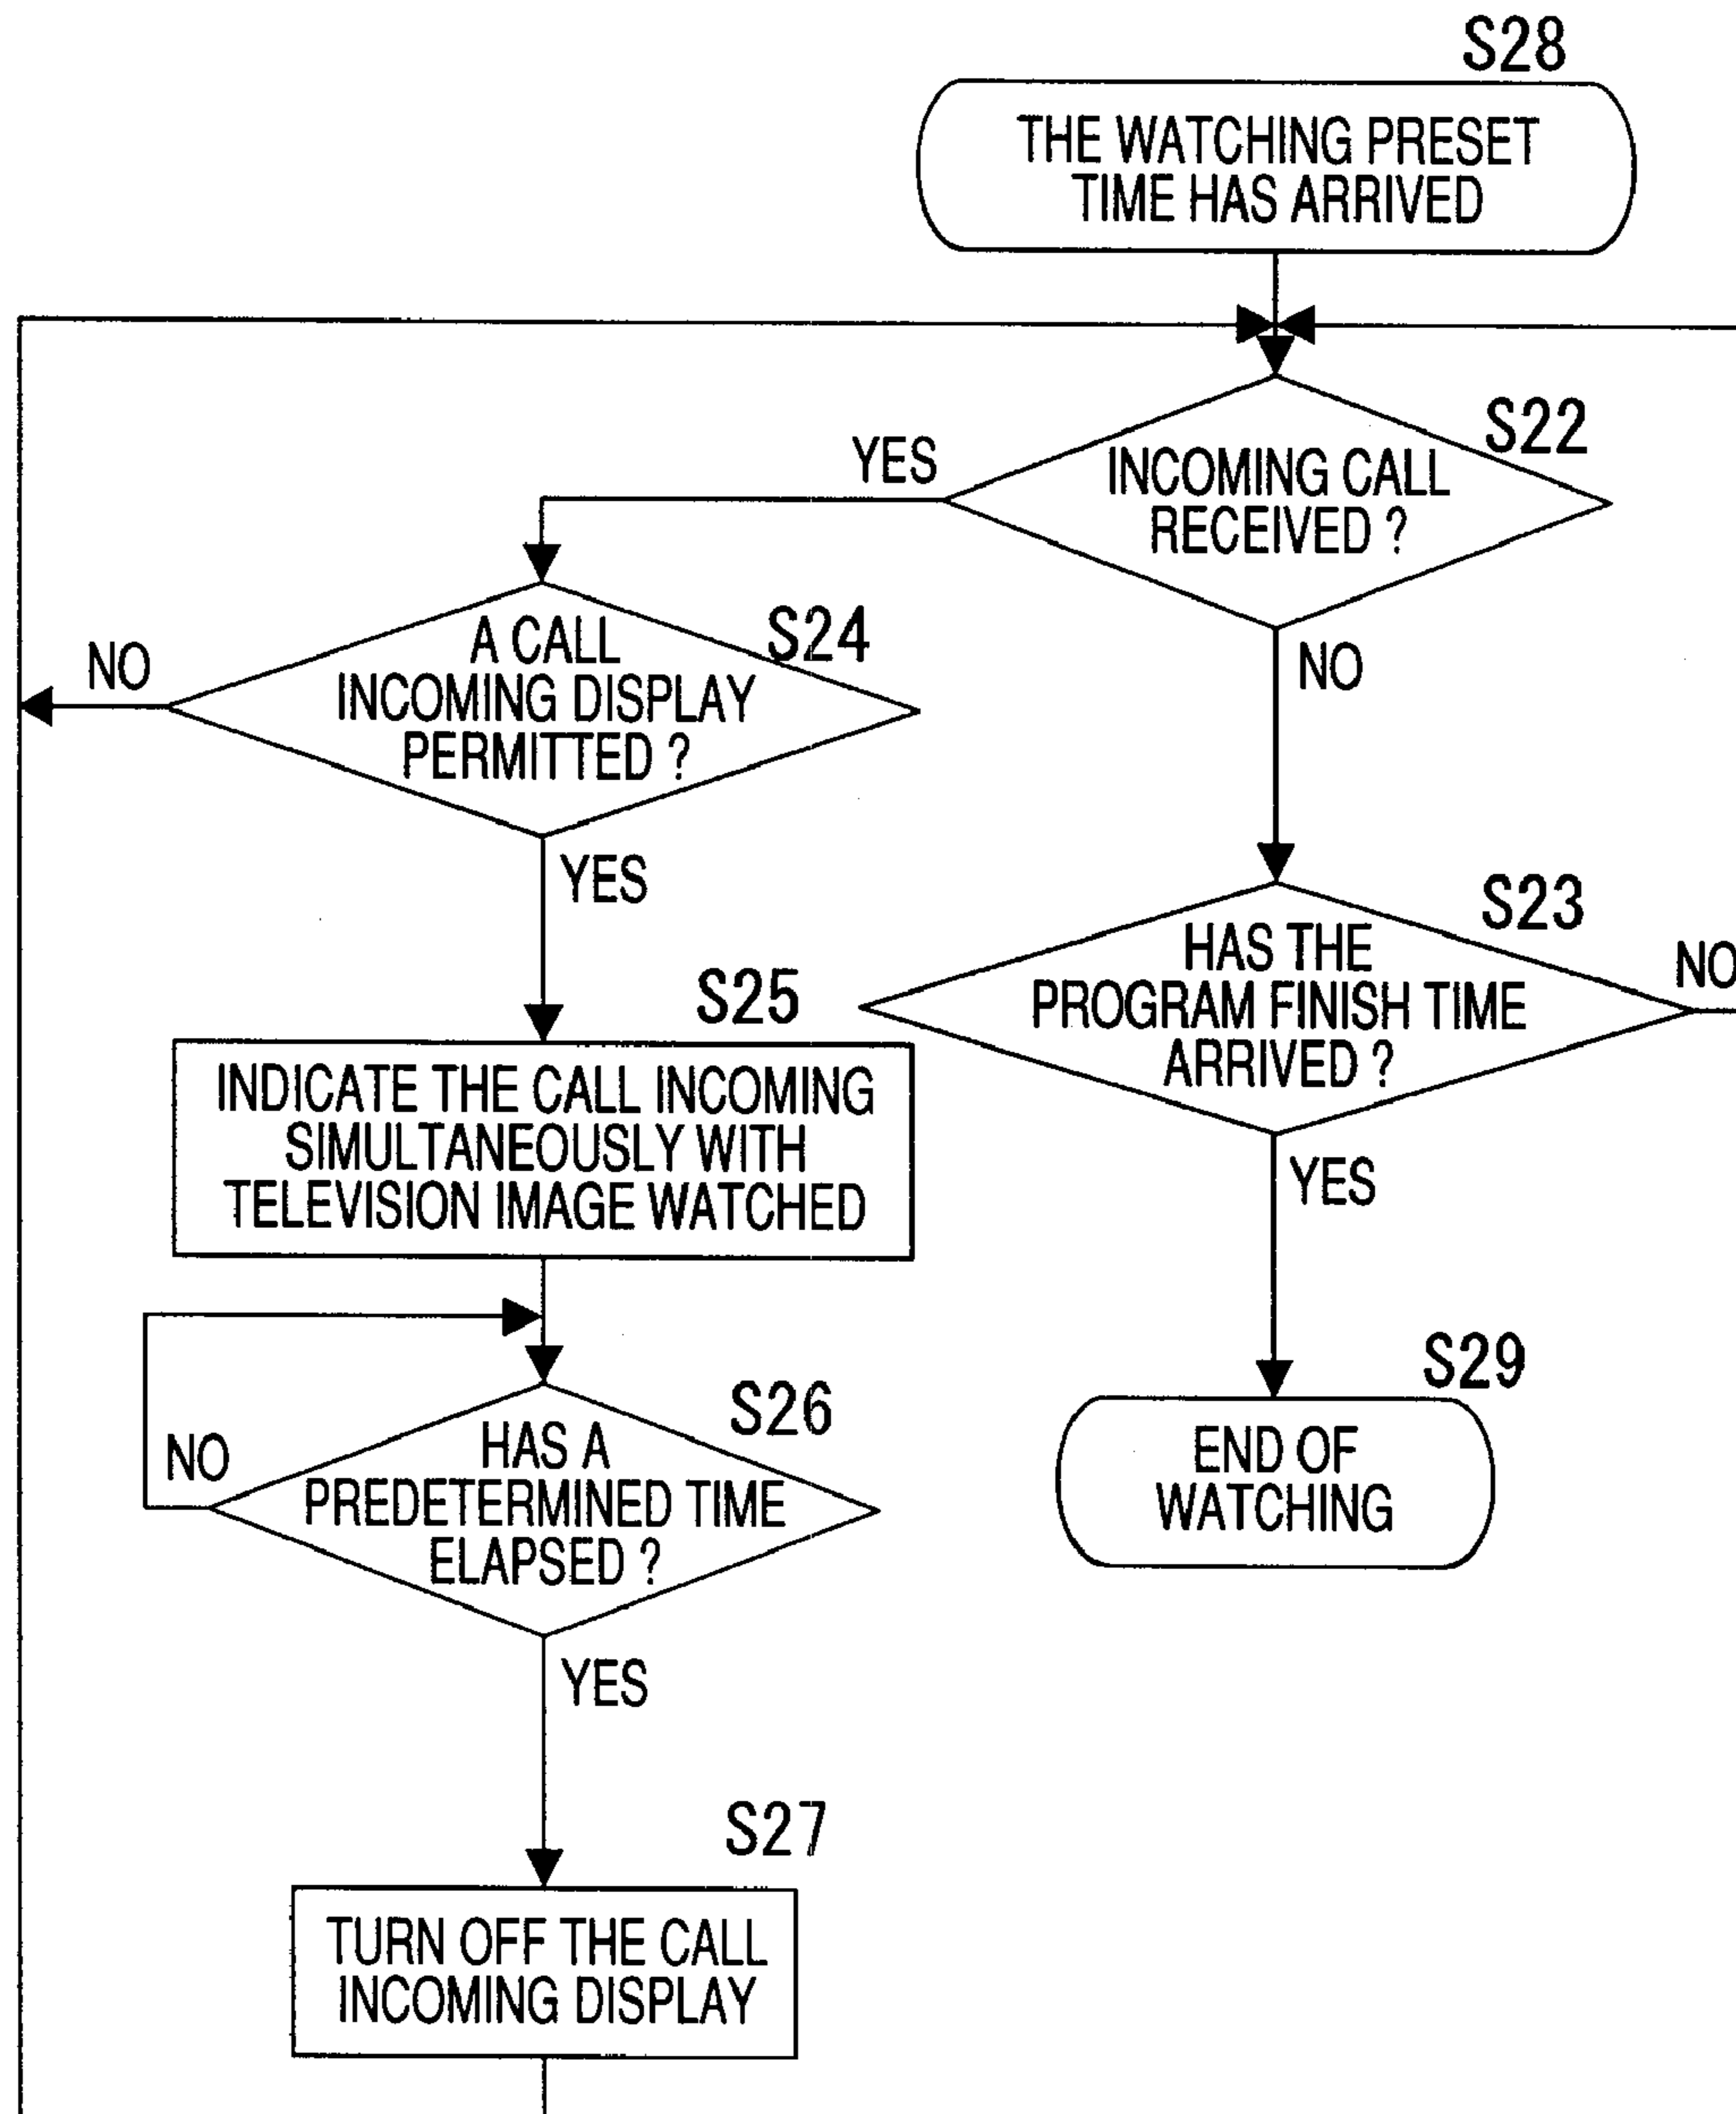 S28
THE WATCHING PRESET
TIME HAS ARRIVED
S22
YES
INCOMING CALL
RECEIVED ?
NO
S24
NO
A CALL
INCOMING DISPLAY
PERMITTED ?
YES
S23
HAS THE
PROGRAM FINISH TIME
ARRIVED ?
NO
YES
S25
INDICATE THE CALL INCOMING
SIMULTANEOUSLY WITH
TELEVISION IMAGE WATCHED
S26
NO
HAS A
PREDETERMINED TIME
ELAPSED ?
YES
S29
END OF
WATCHING
S27
TURN OFF THE CALL
INCOMING DISPLAY